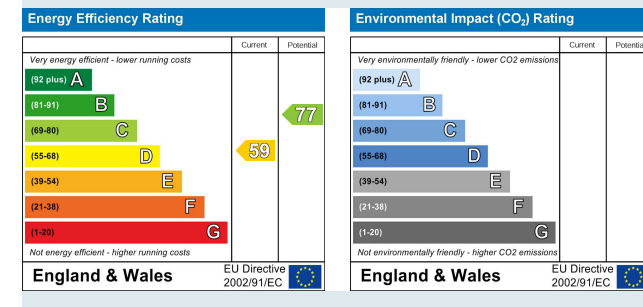 Energy Efficiency Rating
Current Potential
Very energy efficient - lower running costs
(92 plus) A
(81-91) B
77
(69-80) C
(55-68) D
59
(39-54) E
(21-38) F
(1-20) G
Not energy efficient - higher running costs
England & Wales
EU Directive
2002/91/EC
Environmental Impact (CO₂) Rating
Current Potential
Very environmentally friendly - lower CO2 emissions
(92 plus) A
(81-91) B
(69-80) C
(55-68) D
(39-54) E
(21-38) F
(1-20) G
Not environmentally friendly - higher CO2 emissions
England & Wales
EU Directive
2002/91/EC